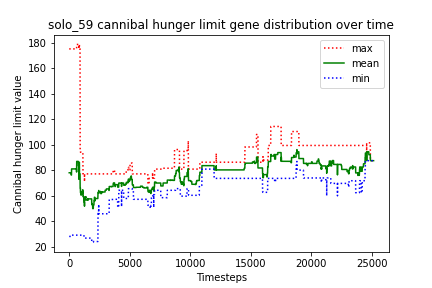 solo_59 cannibal hunger limit gene distribution over time
180
160
140
120
100
80
60
40
20
Cannibal hunger limit value
max
mean
min
0 5000 10000 15000 20000 25000
Timesteps